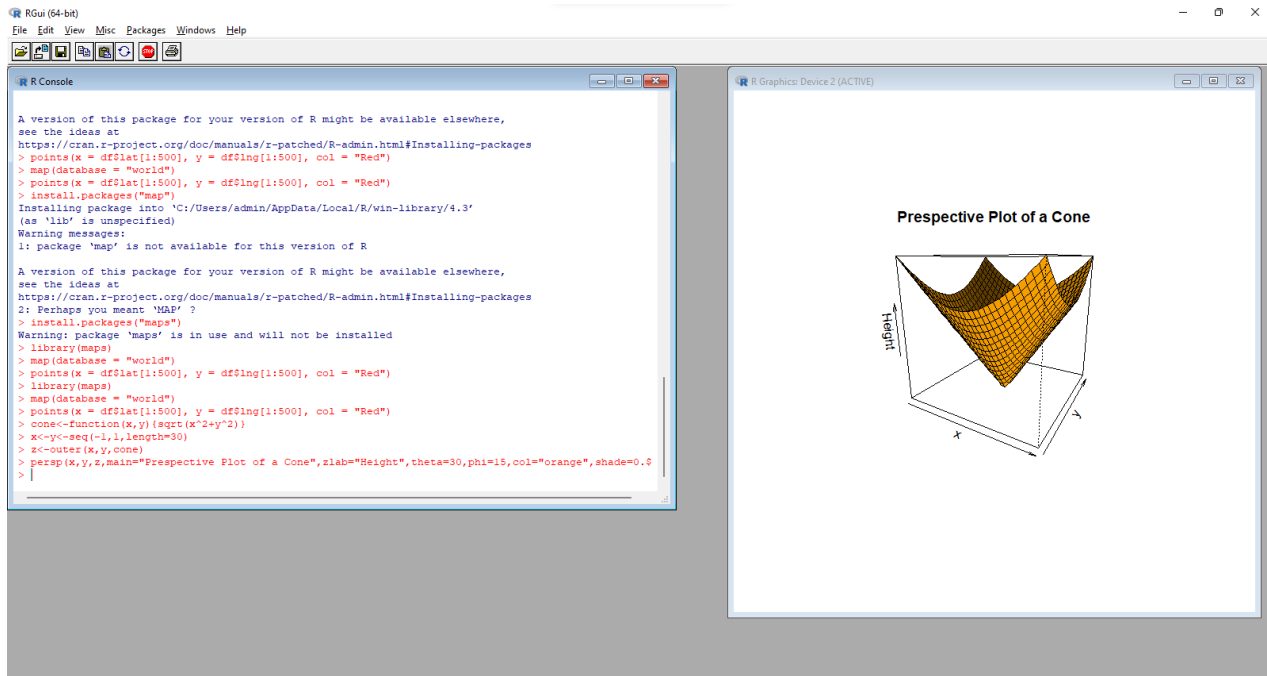 RGui (64-bit)
File Edit View Misc Packages Windows Help
STOP
R Console
A version of this package for your version of R might be available elsewhere,
see the ideas at
https://cran.r-project.org/doc/manuals/r-patched/R-admin.html#Installing-packages
> points(x = df$lat[1:500], y = df$lng[1:500], col = "Red")
> map(database = "world")
> points(x = df$lat[1:500], y = df$lng[1:500], col = "Red")
> install.packages("map")
Installing package into ‘C:/Users/admin/AppData/Local/R/win-library/4.3’
(as ‘lib’ is unspecified)
Warning messages:
1: package ‘map’ is not available for this version of R
A version of this package for your version of R might be available elsewhere,
see the ideas at
https://cran.r-project.org/doc/manuals/r-patched/R-admin.html#Installing-packages
2: Perhaps you meant ‘MAP’ ?
> install.packages("maps")
Warning: package ‘maps’ is in use and will not be installed
> library(maps)
> map(database = "world")
> points(x = df$lat[1:500], y = df$lng[1:500], col = "Red")
> library(maps)
> map(database = "world")
> points(x = df$lat[1:500], y = df$lng[1:500], col = "Red")
> cone<-function(x,y){sqrt(x^2+y^2)}
> x<-y<-seq(-1,1,length=30)
> z<-outer(x,y,cone)
> persp(x,y,z,main="Prespective Plot of a Cone",zlab="Height",theta=30,phi=15,col="orange",shade=0.$
>
R Graphics: Device 2 (ACTIVE)
Prespective Plot of a Cone
Height
x
y